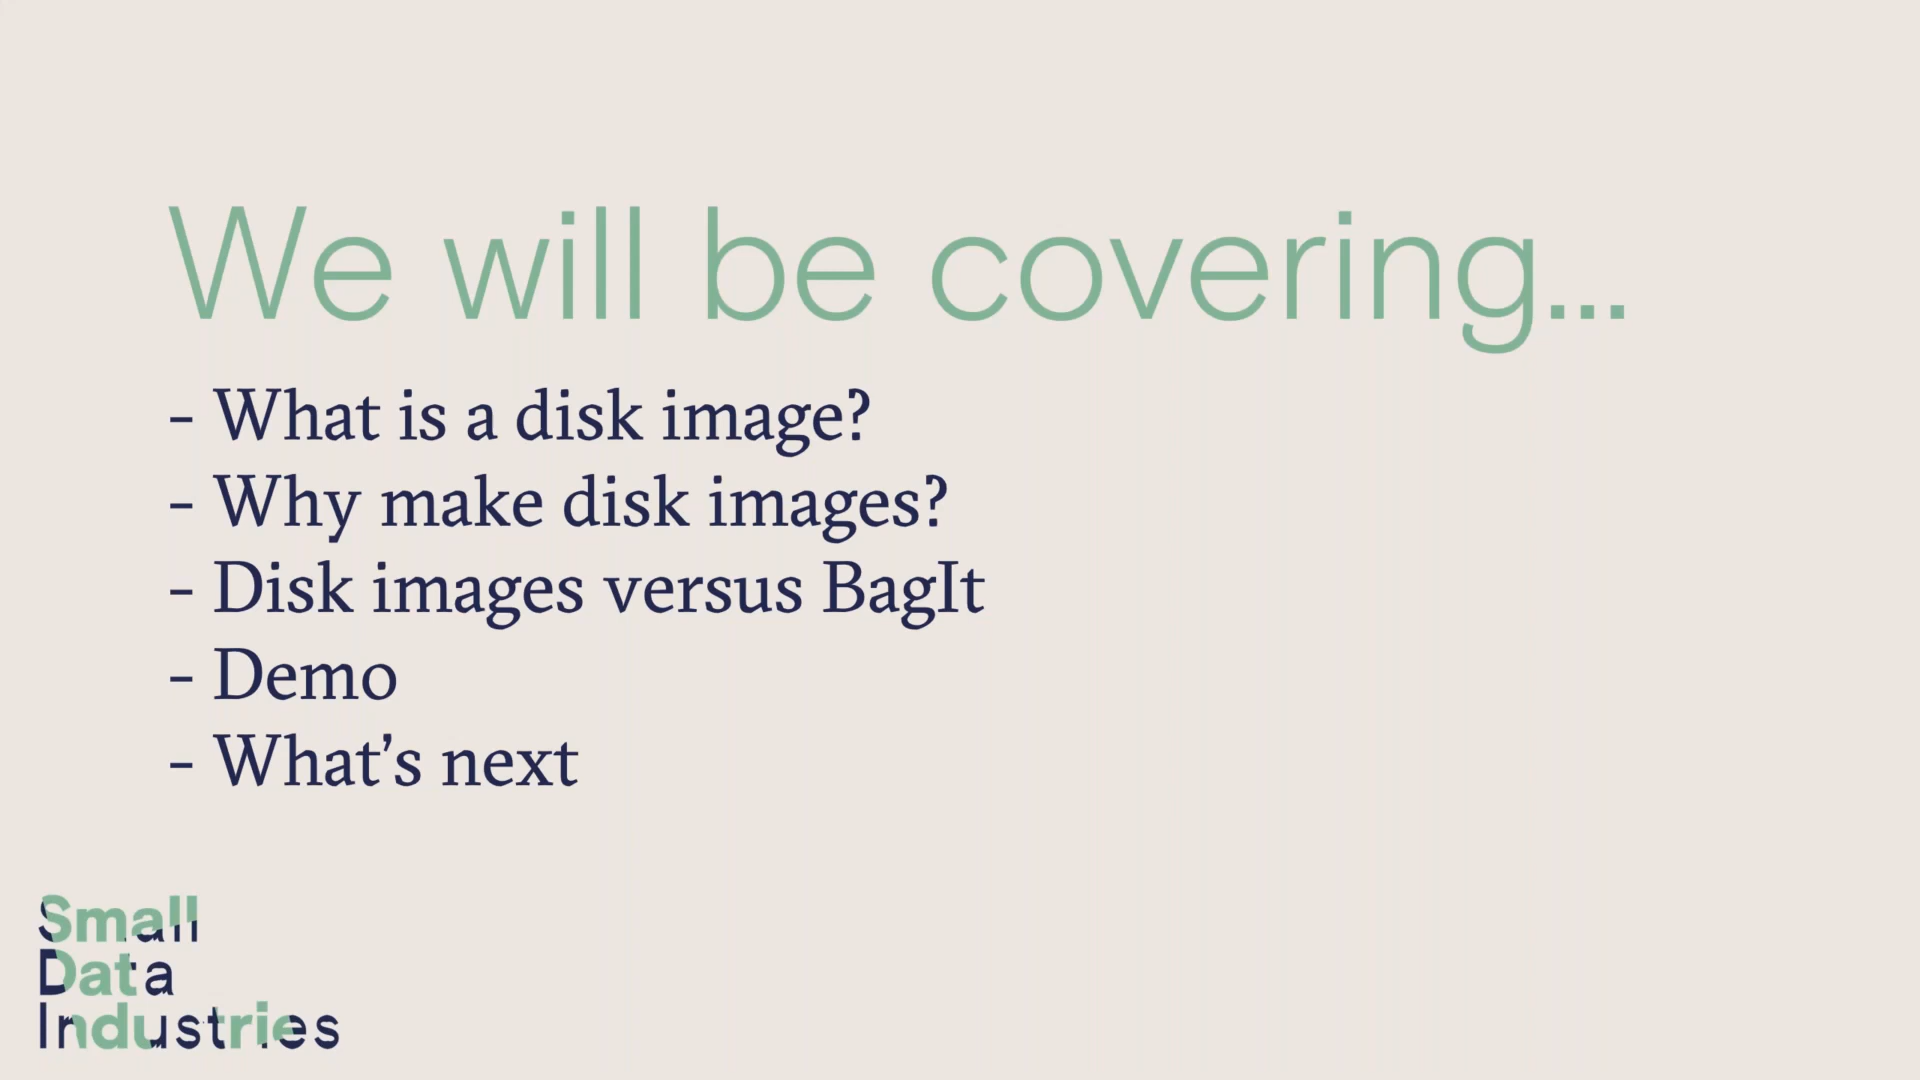 We will be covering...
- What is a disk image?
- Why make disk images?
- Disk images versus BagIt
- Demo
- What’s next
Small
Data
Industries